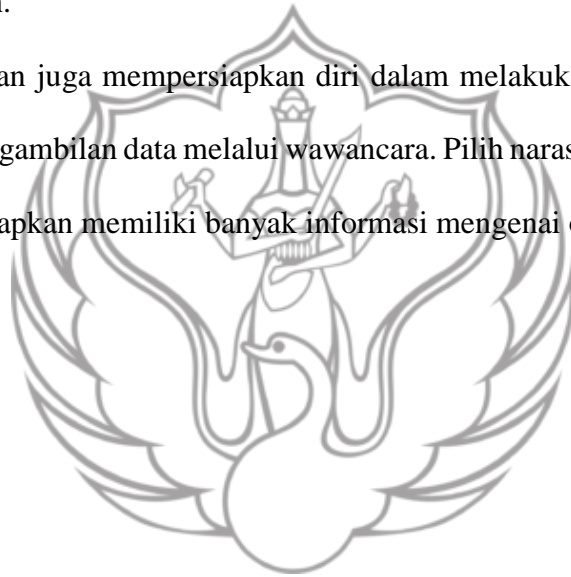 an juga mempersiapkan diri dalam melakuk
gambilan data melalui wawancara. Pilih naras
apkan memiliki banyak informasi mengenai